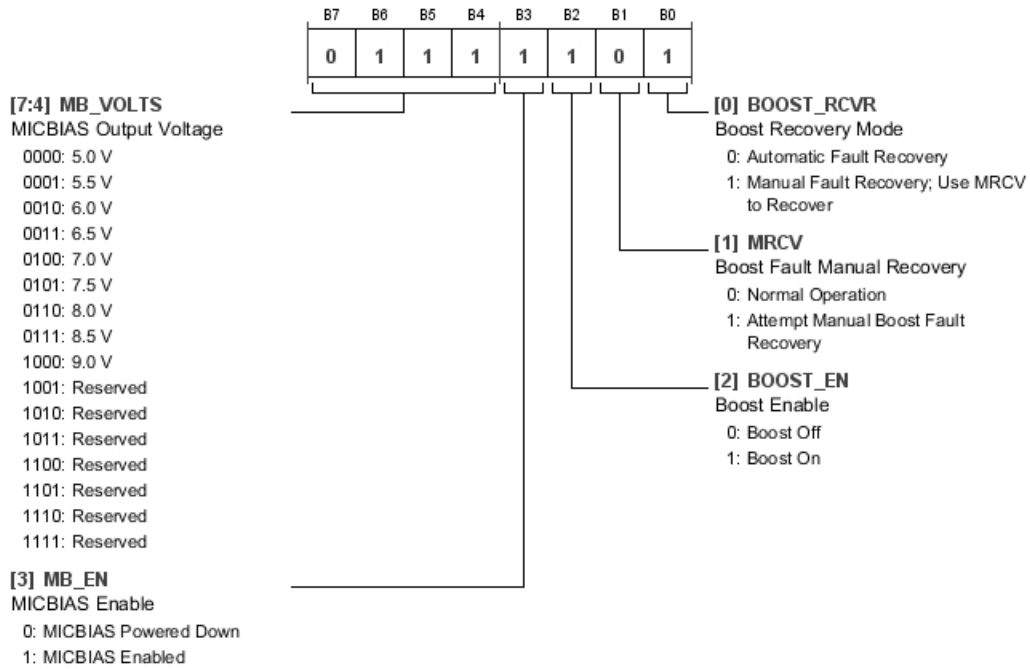 B7 B6 B5 B4 B3 B2 B1 B0
0 1 1 1 1 1 0 1
[7:4] MB_VOLTS
MICBIAS Output Voltage
0000: 5.0 V
0001: 5.5 V
0010: 6.0 V
0011: 6.5 V
0100: 7.0 V
0101: 7.5 V
0110: 8.0 V
0111: 8.5 V
1000: 9.0 V
1001: Reserved
1010: Reserved
1011: Reserved
1100: Reserved
1101: Reserved
1110: Reserved
1111: Reserved
[3] MB_EN
MICBIAS Enable
0: MICBIAS Powered Down
1: MICBIAS Enabled
[0] BOOST_RCVR
Boost Recovery Mode
0: Automatic Fault Recovery
1: Manual Fault Recovery; Use MRCV
to Recover
[1] MRCV
Boost Fault Manual Recovery
0: Normal Operation
1: Attempt Manual Boost Fault
Recovery
[2] BOOST_EN
Boost Enable
0: Boost Off
1: Boost On